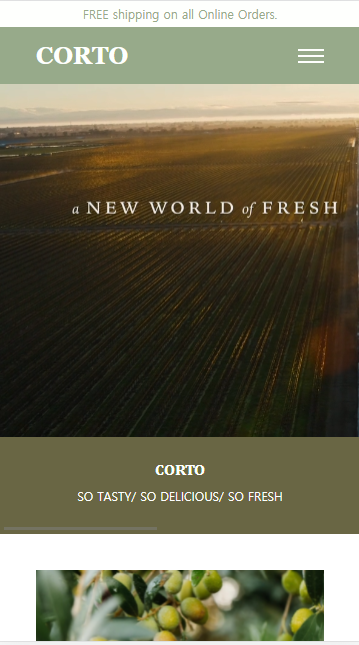 FREE shipping on all Online Orders.
CORTO
a NEW WORLD of FRESH
CORTO
SO TASTY/ SO DELICIOUS/ SO FRESH